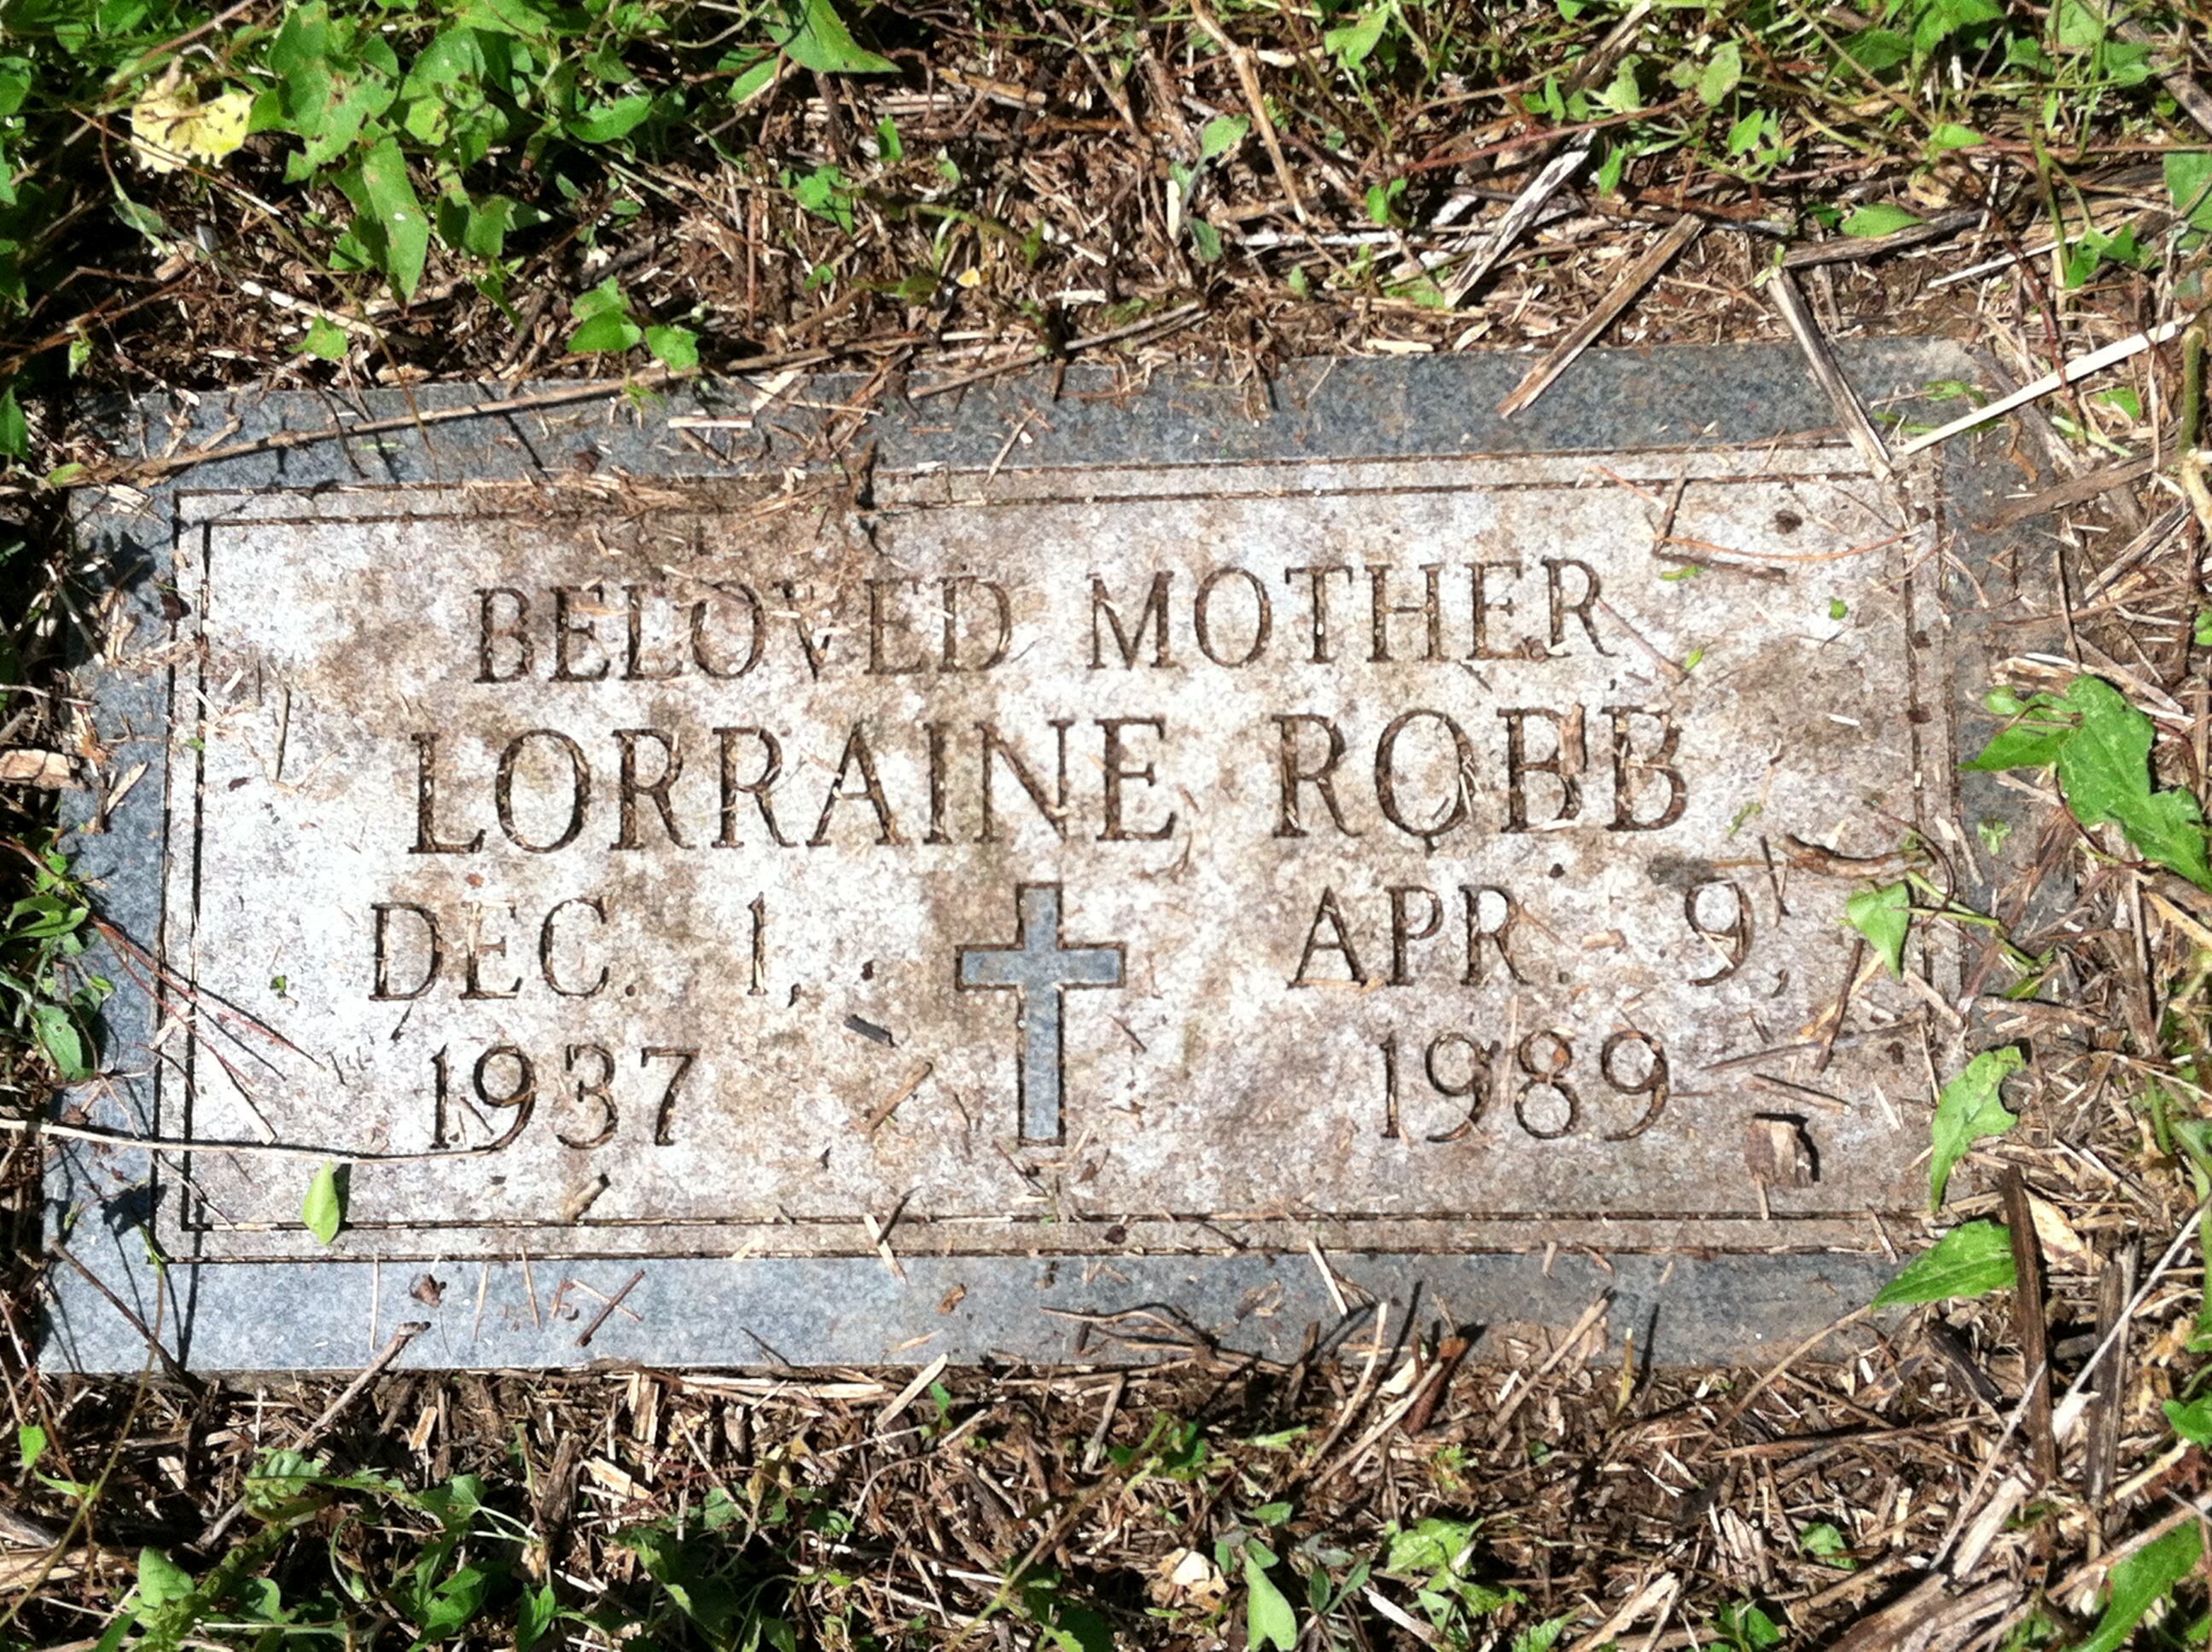 BELOVED MOTHER
LORRAINE ROBB
DEC. 1, APR. 9,
1937 1989